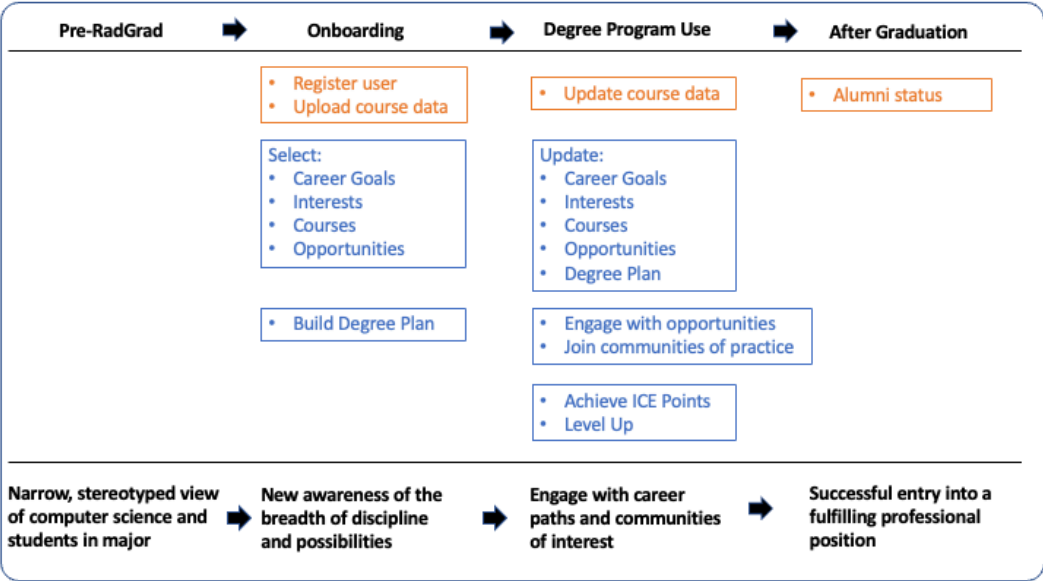 Pre-RadGrad
Onboarding
Degree Program Use
After Graduation
• Register user
• Upload course data
• Update course data
• Alumni status
Select:
• Career Goals
• Interests
• Courses
• Opportunities
Update:
• Career Goals
• Interests
• Courses
• Opportunities
• Degree Plan
• Build Degree Plan
• Engage with opportunities
• Join communities of practice
• Achieve ICE Points
• Level Up
Narrow, stereotyped view
of computer science and
students in major
New awareness of the
breadth of discipline
and possibilities
Engage with career
paths and communities
of interest
Successful entry into a
fulfilling professional
position